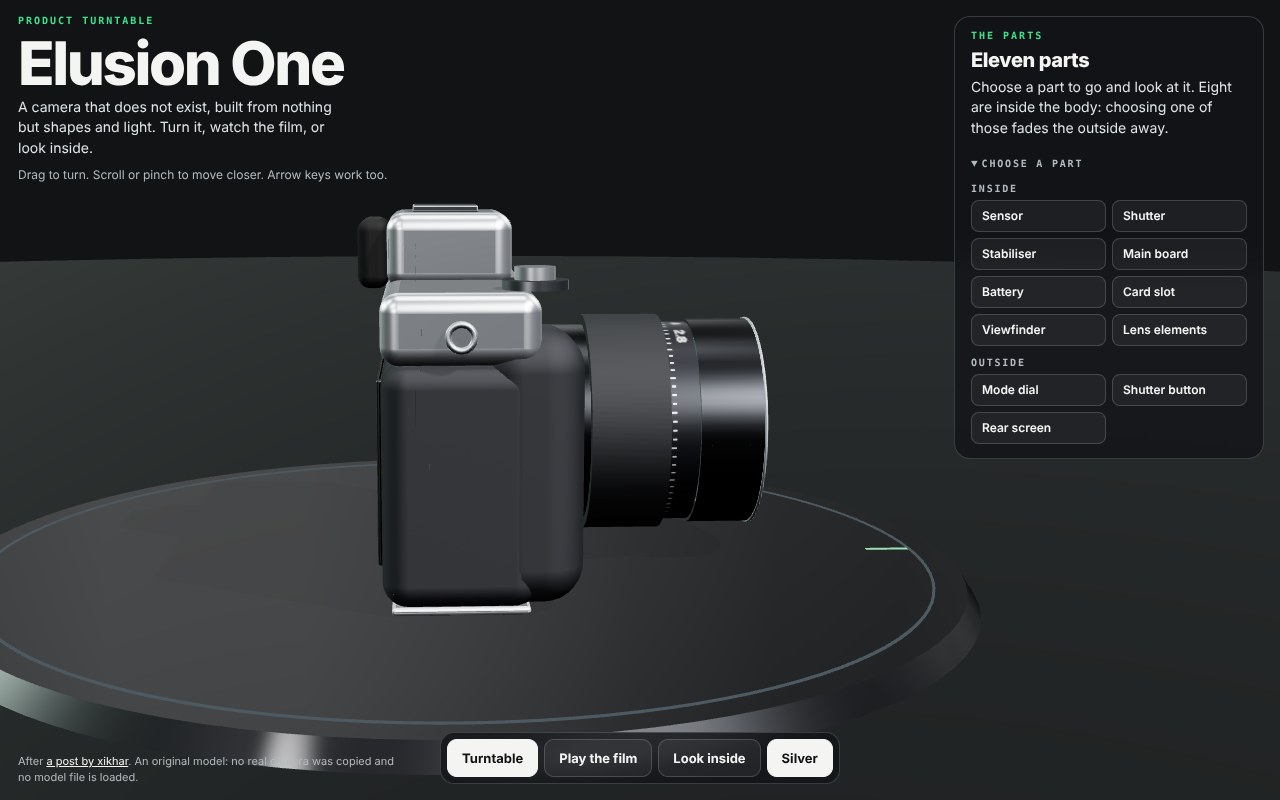 PRODUCT TURNTABLE
Elusion One
A camera that does not exist, built from nothing
but shapes and light. Turn it, watch the film, or
look inside.
Drag to turn. Scroll or pinch to move closer. Arrow keys work too.
THE PARTS
Eleven parts
Choose a part to go and look at it. Eight
are inside the body: choosing one of
those fades the outside away.
▼ CHOOSE A PART
INSIDE
Sensor
Shutter
Stabiliser
Main board
Battery
Card slot
Viewfinder
Lens elements
OUTSIDE
Mode dial
Shutter button
Rear screen
2.8
After a post by xikhar. An original model: no real camera was copied and
no model file is loaded.
Turntable
Play the film
Look inside
Silver